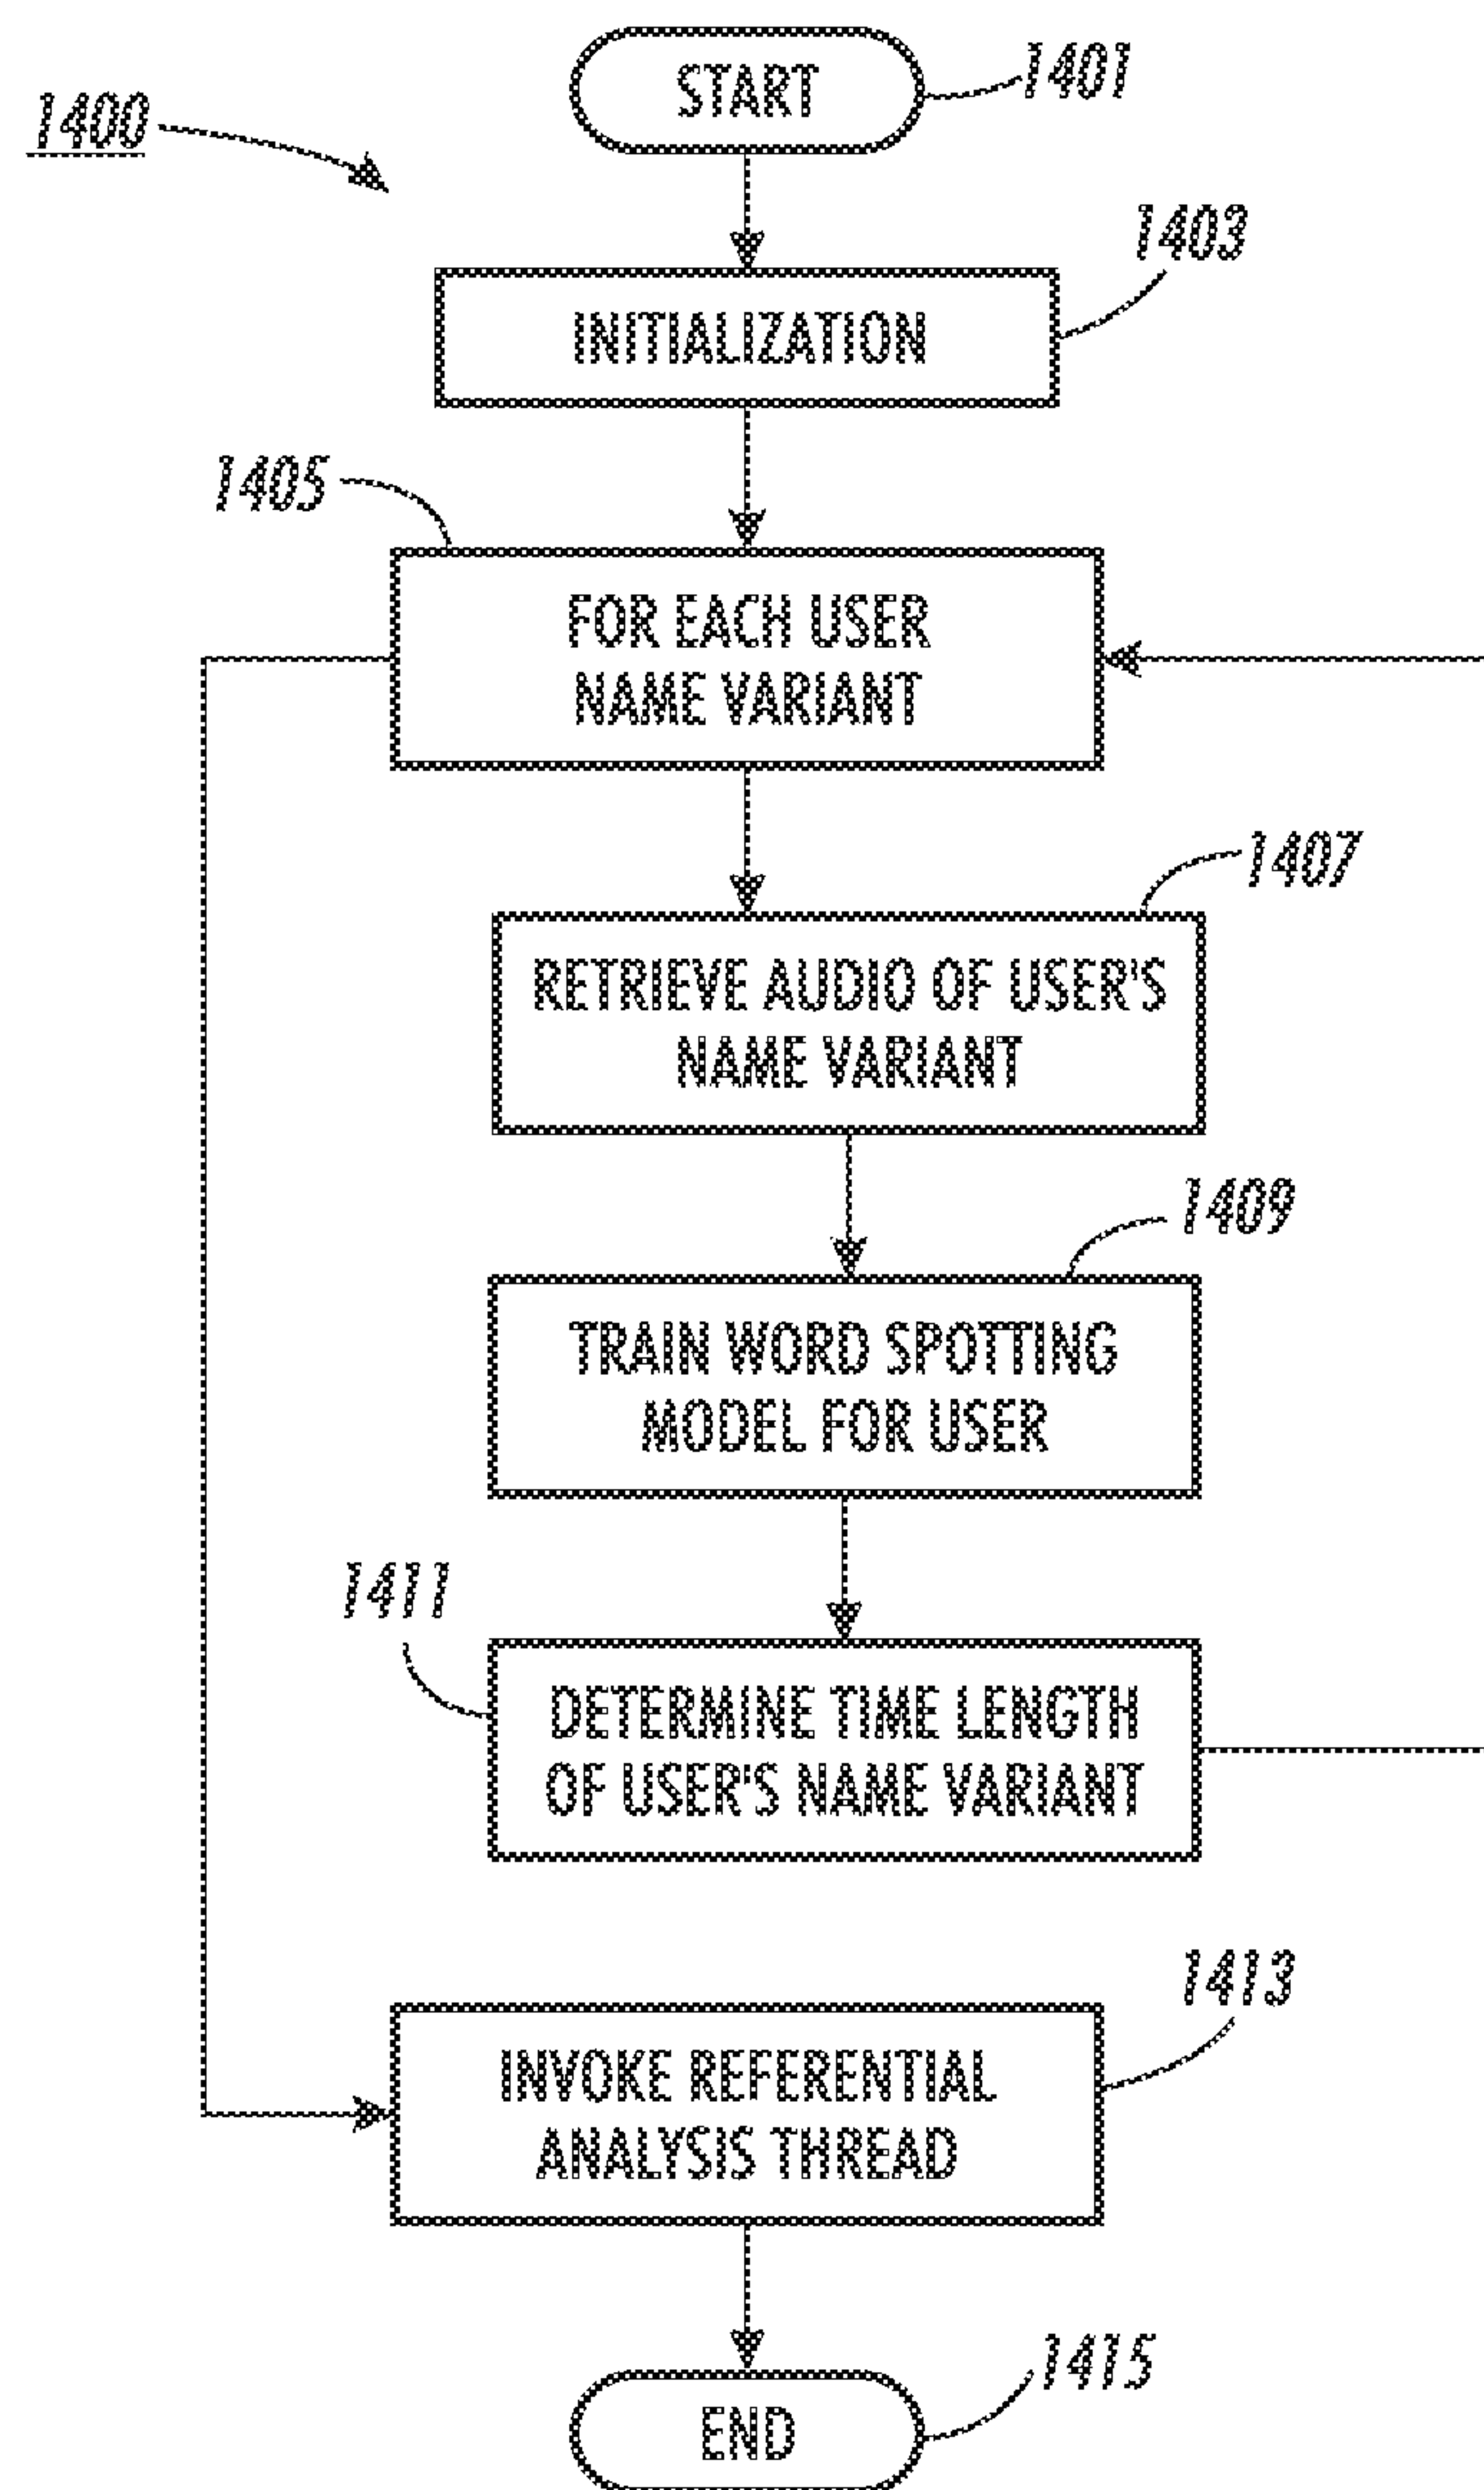 START
1401
1400
1403
INITIALIZATION
1405
FOR EACH USER
NAME VARIANT
1407
RETRIEVE AUDIO OF USER'S
NAME VARIANT
1409
TRAIN WORD SPOTTING
MODEL FOR USER
1411
DETERMINE TIME LENGTH
OF USER'S NAME VARIANT
1413
INVOKE REFERENTIAL
ANALYSIS THREAD
1415
END